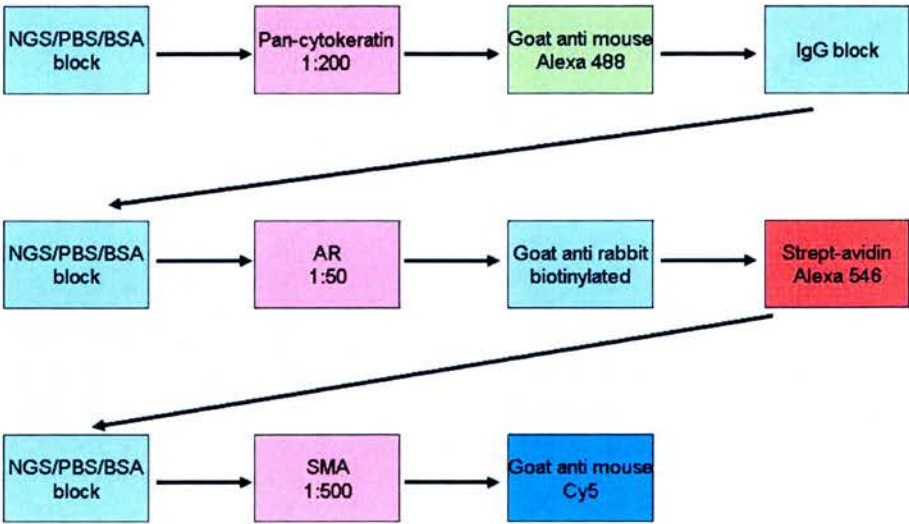 NGS/PBS/BSA
block
Pan-cytokeratin
1:200
Goat anti mouse
Alexa 488
IgG block
NGS/PBS/BSA
block
AR
1:50
Goat anti rabbit
biotinylated
Strept-avidin
Alexa 546
NGS/PBS/BSA
block
SMA
1:500
Goat anti mouse
Cy5